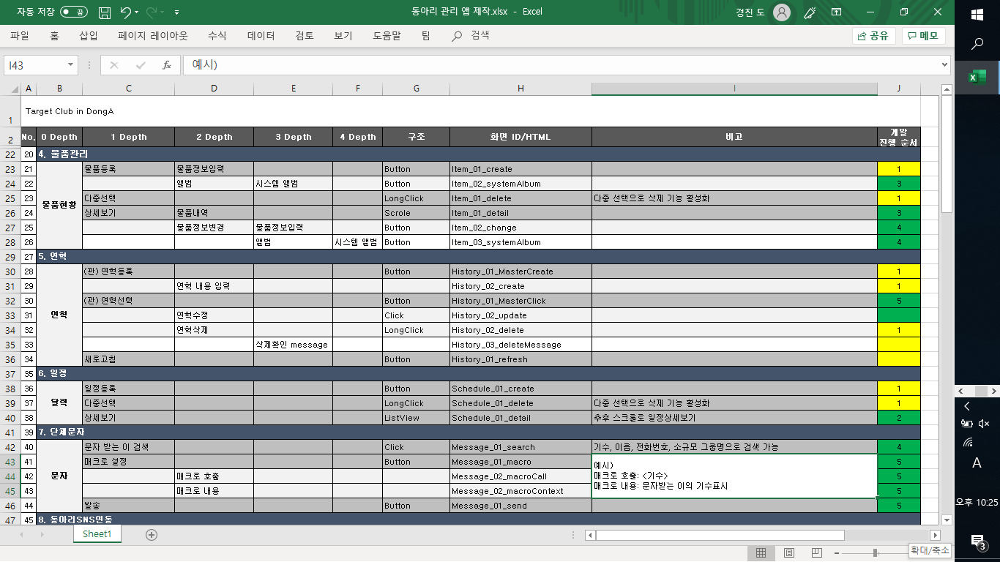 자동 저장 끔 동아리 관리 앱 제작.xlsx - Excel 경진 도
파일 홈 삽입 페이지 레이아웃 수식 데이터 검토 보기 도움말 팀 검색 공유 메모
I43 fx 예시)
A B C D E F G H I J
1 Target Club in DongA
2 No. 0 Depth 1 Depth 2 Depth 3 Depth 4 Depth 구조 화면 ID/HTML 비고 개발 진행 순서
22 20 4. 물품관리
23 21 물품등록 물품정보입력 Button Item_01_create 1
24 22 앨범 시스템 앨범 Button Item_02_systemAlbum 3
물품현황
25 23 다중선택 LongClick Item_01_delete 다중 선택으로 삭제 기능 활성화 1
26 24 상세보기 물품내역 Scrole Item_01_detail 3
27 25 물품정보변경 물품정보입력 Button Item_02_change 4
28 26 앨범 시스템 앨범 Button Item_03_systemAlbum 4
29 27 5. 연혁
30 28 (관) 연혁등록 Button History_01_MasterCreate 1
31 29 연혁 내용 입력 History_02_create 1
32 30 (관) 연혁선택 Button History_01_MasterClick 5
33 31 연혁 연혁수정 Click History_02_update
34 32 연혁삭제 LongClick History_02_delete 1
35 33 삭제확인 message History_03_deleteMessage
36 34 새로고침 Button History_01_refresh
37 35 6. 일정
38 36 일정등록 Button Schedule_01_create 1
39 37 달력 다중선택 LongClick Schedule_01_delete 다중 선택으로 삭제 기능 활성화 1
40 38 상세보기 ListView Schedule_01_detail 추후 스크롤로 일정상세보기 2
41 39 7. 단체문자
42 40 문자 받는 이 검색 Click Message_01_search 기수, 이음, 전화번호, 소규모 그룹명으로 검색 가능 4
43 41 매크로 설정 Button Message_01_macro 예시) 5
44 42 문자 매크로 호출 Message_02_macroCall 매크로 호출: <기수> 5
45 43 매크로 내용 Message_02_macroContext 매크로 내용: 문자받는 이의 기수표시 5
46 44 발송 Button Message_01_send 5
47 45 8. 동아리SNS연동
Sheet1
확대/축소
A
오후 10:25
3